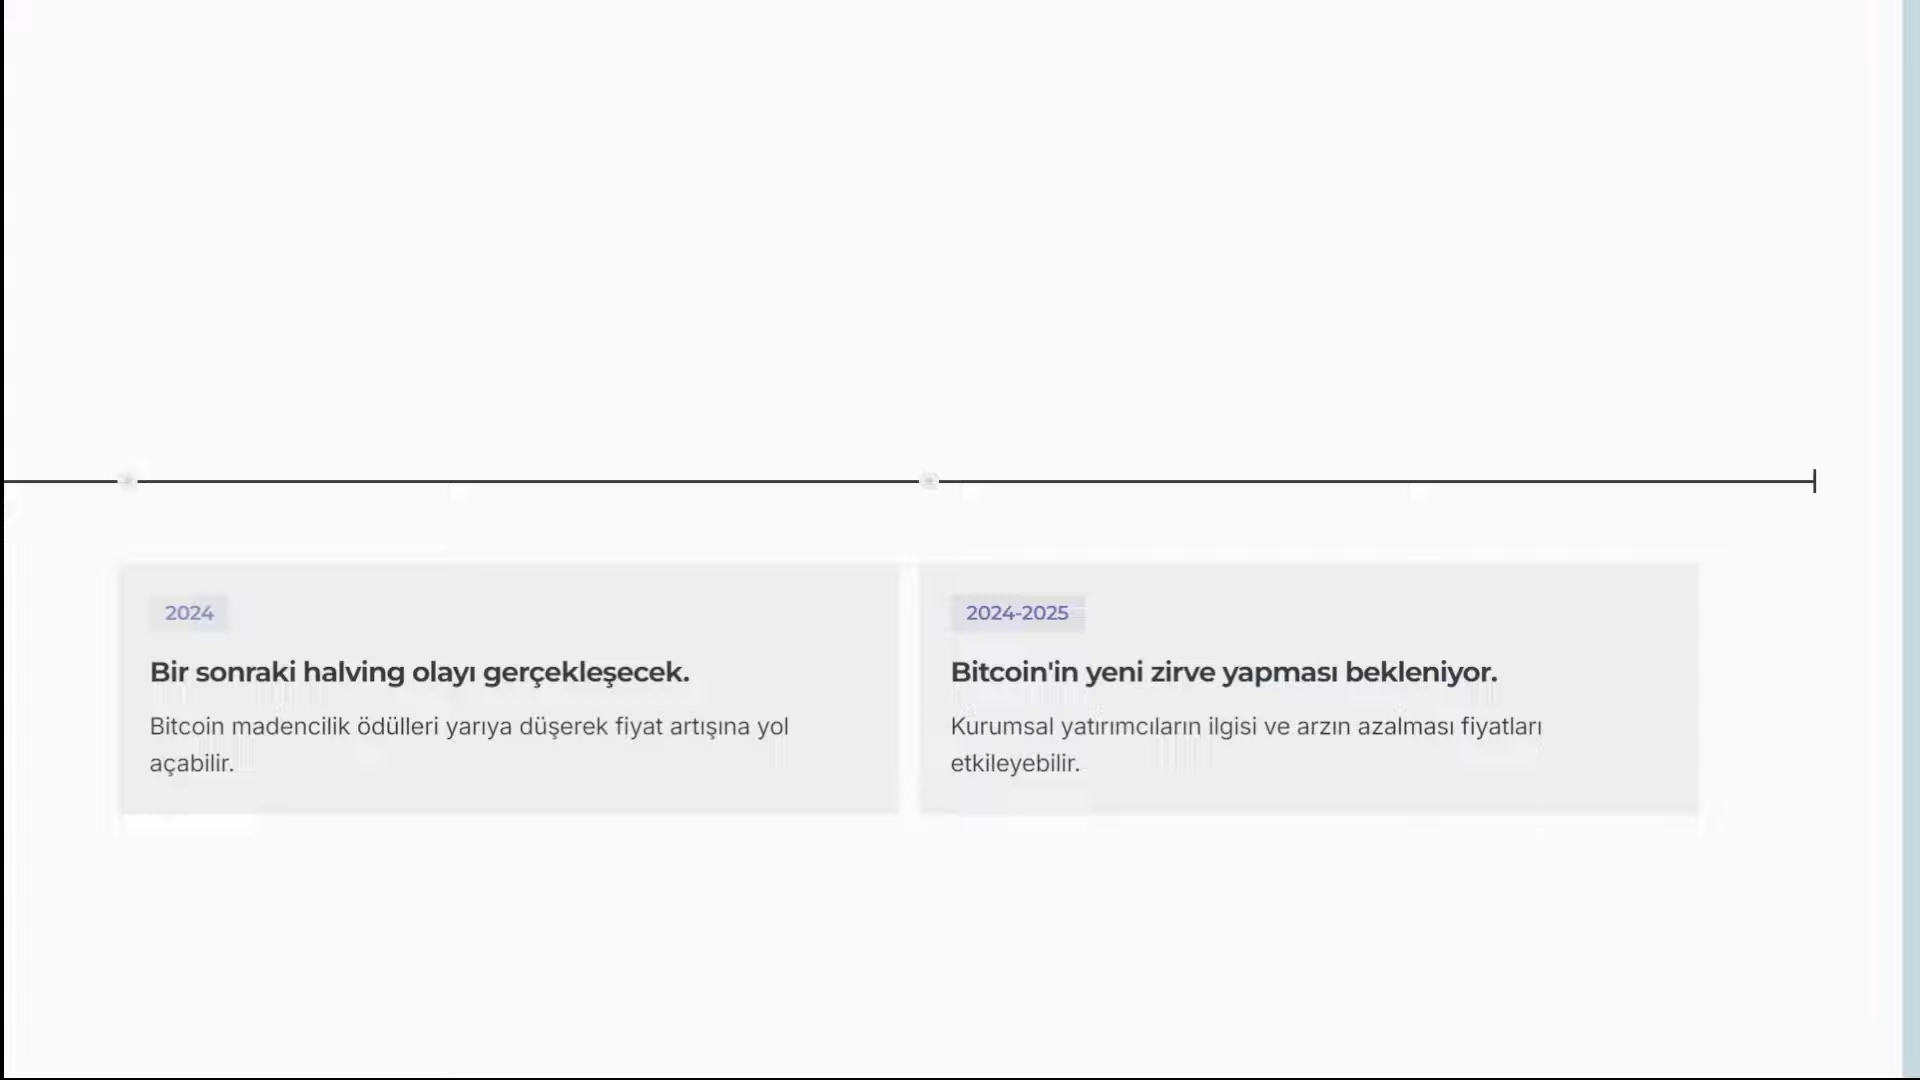 2024
Bir sonraki halving olayı gerçekleşecek.
Bitcoin madencilik ödülleri yarıya düşerek fiyat artışına yol
açabilir.
2024-2025
Bitcoin'in yeni zirve yapması bekleniyor.
Kurumsal yatırımcıların ilgisi ve arzın azalması fiyatları
etkileyebilir.